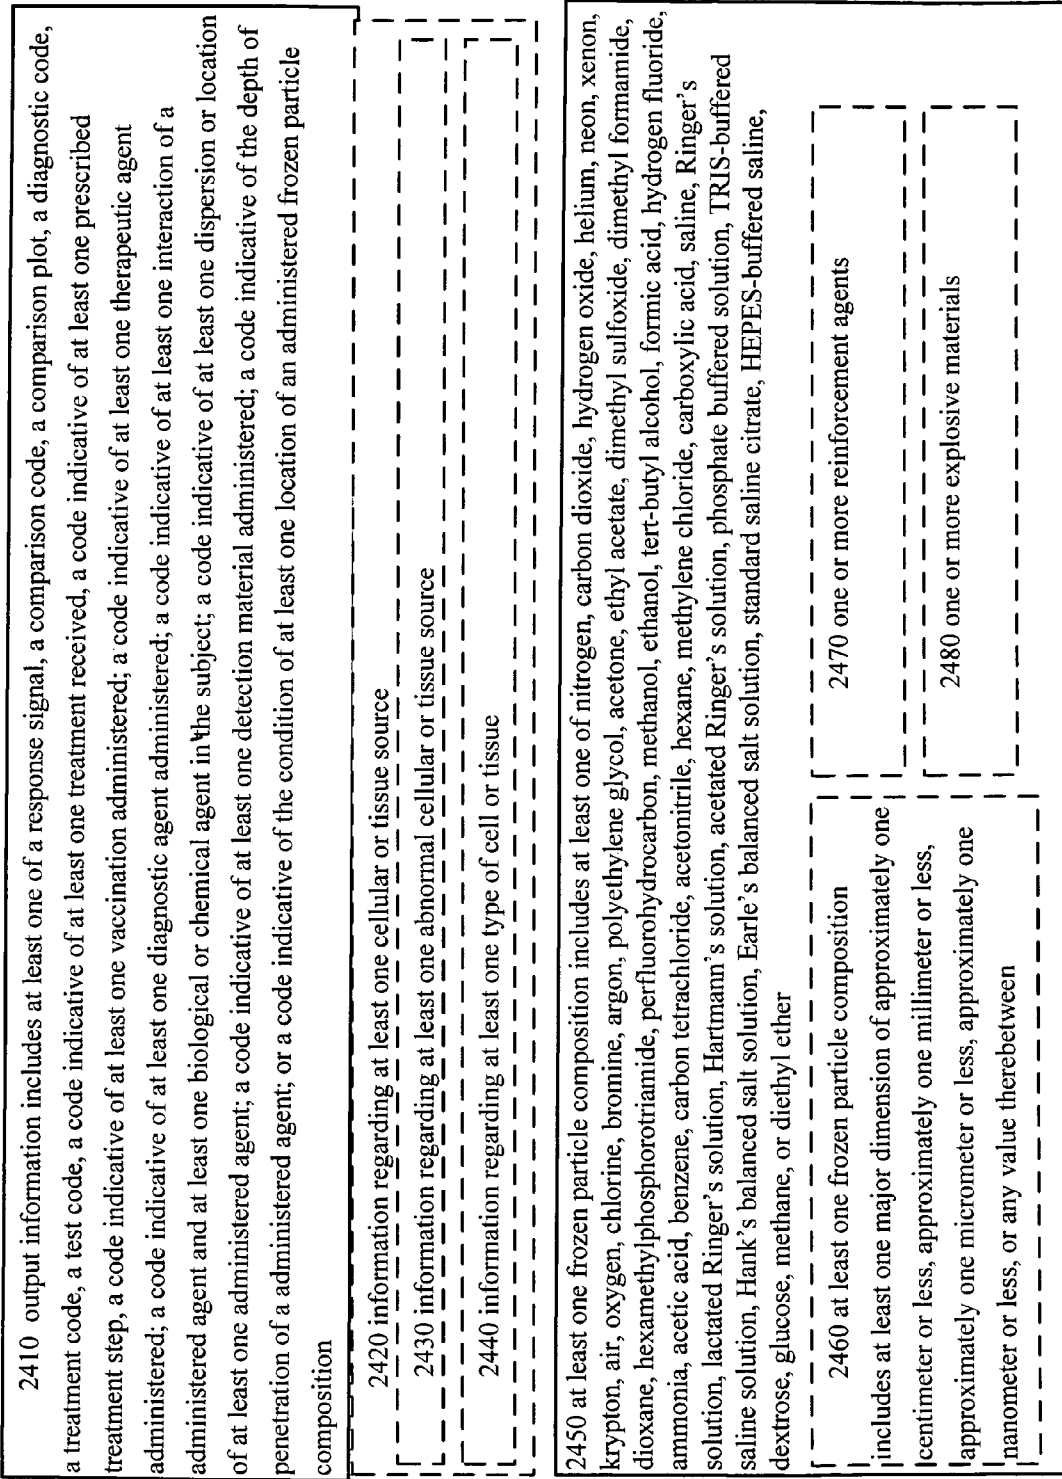 2410 output information includes at least one of a response signal, a comparison code, a comparison plot, a diagnostic code,
a treatment code, a test code, a code indicative of at least one treatment received, a code indicative of at least one prescribed
treatment step, a code indicative of at least one vaccination administered; a code indicative of at least one therapeutic agent
administered; a code indicative of at least one diagnostic agent administered; a code indicative of at least one interaction of a
administered agent and at least one biological or chemical agent in the subject; a code indicative of at least one dispersion or location
of at least one administered agent; a code indicative of at least one detection material administered; a code indicative of the depth of
penetration of a administered agent; or a code indicative of the condition of at least one location of an administered frozen particle
composition
2420 information regarding at least one cellular or tissue source
2430 information regarding at least one abnormal cellular or tissue source
2440 information regarding at least one type of cell or tissue
2450 at least one frozen particle composition includes at least one of nitrogen, carbon dioxide, hydrogen oxide, helium, neon, xenon,
krypton, air, oxygen, chlorine, bromine, argon, polyethylene glycol, acetone, ethyl acetate, dimethyl sulfoxide, dimethyl formamide,
dioxane, hexamethylphosphorotriamide, perfluorohydrocarbon, methanol, ethanol, tert-butyl alcohol, formic acid, hydrogen fluoride,
ammonia, acetic acid, benzene, carbon tetrachloride, acetonitrile, hexane, methylene chloride, carboxylic acid, saline, Ringer's
solution, lactated Ringer's solution, Hartmann's solution, acetated Ringer's solution, phosphate buffered solution, TRIS-buffered
saline solution, Hank's balanced salt solution, Earle's balanced salt solution, standard saline citrate, HEPES-buffered saline,
dextrose, glucose, methane, or diethyl ether
2460 at least one frozen particle composition
includes at least one major dimension of approximately one
centimeter or less, approximately one millimeter or less,
approximately one micrometer or less, approximately one
nanometer or less, or any value therebetween
2470 one or more reinforcement agents
2480 one or more explosive materials